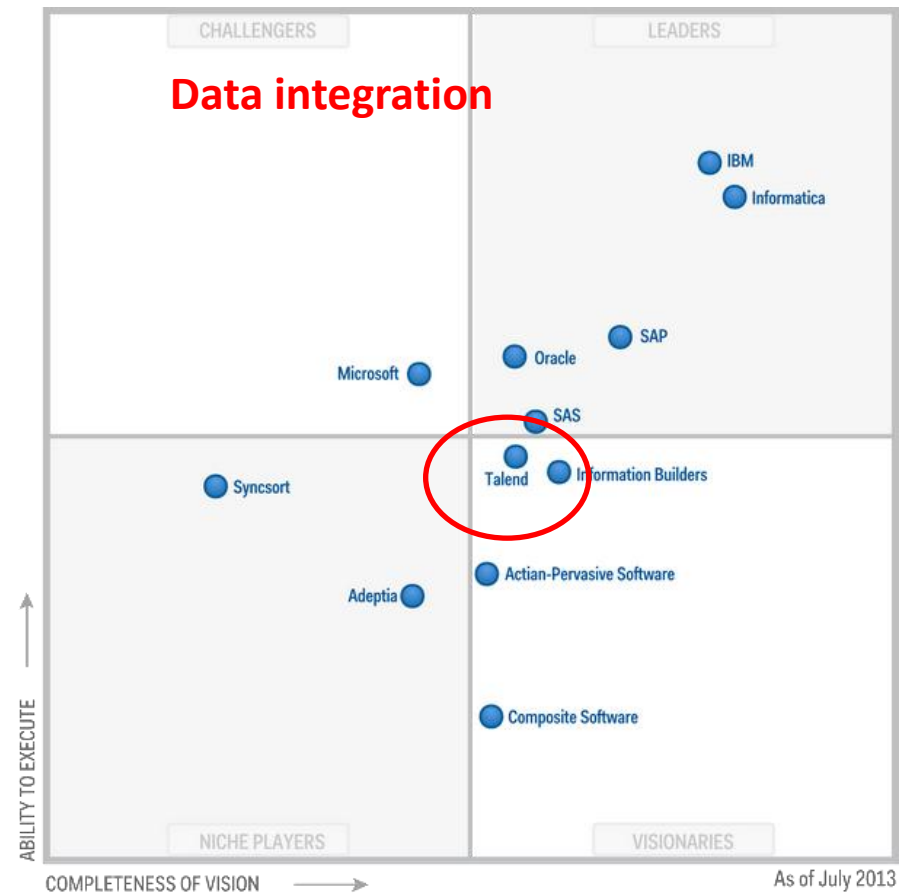 CHALLENGERS
LEADERS
Data integration
IBM
Informatica
SAP
Oracle
Microsoft
SAS
Talend
Information Builders
Syncsort
Actian-Pervasive Software
Adeptia
Composite Software
ABILITY TO EXECUTE
NICHE PLAYERS
VISIONARIES
COMPLETENESS OF VISION
As of July 2013